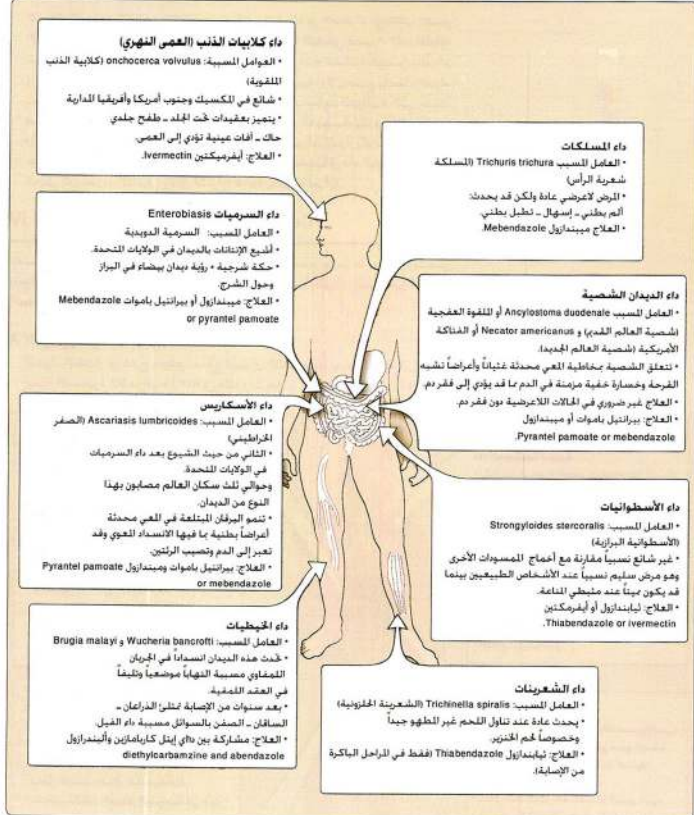 داء كلابيات الذنب (العمى النهري)
• العوامل المسببة: onchocerca volvulus (كلابية الذنب
الملقوية)
• شائع في المكسيك وجنوب أمريكا وأفريقيا المدارية
• يتميز بعقيدات تحت الجلد – طفح جلدي
حاك – آفات عينية تؤدي إلى العمى.
• العلاج: أيفرميكتين Ivermectin.
داء المسلكات
• العامل المسبب Trichuris trichura (المسلكة
شعرية الرأس)
• المرض لاعرضي عادة ولكن قد يحدث:
ألم بطني – إسهال – تطبل بطني.
• العلاج ميبندازول Mebendazole.
داء السرميات Enterobiasis
• العامل المسبب: السرمية الدويدية
• أشيع الإنتانات بالديدان في الولايات المتحدة.
• حكة شرجية + رؤية ديدان بيضاء في البراز
وحول الشرج.
• العلاج: ميبندازول أو بيرانتيل باموات Mebendazole
or pyrantel pamoate
داء الديدان الشصية
• العامل المسبب Ancylostoma duodenale أو الملقوة العفجية
(شصية العالم القديم) و Necator americanus أو الفتاكة
الأمريكية (شصية العالم الجديد).
• تتعلق الشصية بمخاطية المعي محدثة غثياناً وأعراضاً تشبه
القرحة وخسارة خفية مزمنة في الدم مما قد يؤدي إلى فقر دم.
• العلاج غير ضروري في الحالات اللاعرضية دون فقر دم.
• العلاج: بيرانتيل باموات أو ميبندازول
Pyrantel pamoate or mebendazole.
داء الأسكاريس
• العامل المسبب: Ascariasis lumbricoides (الصفر
الخراطيني)
• الثاني من حيث الشيوع بعد داء السرميات
في الولايات المتحدة.
وحوالي ثلث سكان العالم مصابون بهذا
النوع من الديدان.
• تنمو اليرقان المبتلعة في المعي محدثة
أعراضاً بطنية بما فيها الانسداد المعوي وقد
تعبر إلى الدم وتصيب الرئتين.
• العلاج: بيرانتيل باموات وميبندازول Pyrantel pamoate
or mebendazole
داء الأسطوانيات
• العامل المسبب: Strongyloides stercoralis
(الأسطوانية البرازية)
• غير شائع نسبياً مقارنة مع أخماج الممسودات الأخرى
وهو مرض سليم نسبياً عند الأشخاص الطبيعيين بينما
قد يكون مميتاً عند مثبطي المناعة.
• العلاج: ثيابندازول أو أيفرمكتين
Thiabendazole or ivermectin.
داء الخيطيات
• العامل المسبب: Wucheria bancrofti و Brugia malayi
• تحدث هذه الديدان انسداداً في الجريان
اللمفاوي مسببة التهاباً موضعياً وتليفاً
في العقد اللمفية.
• بعد سنوات من الإصابة تمتلئ الذراعان –
الساقان – الصفن بالسوائل مسببة داء الفيل.
• العلاج: مشاركة بين داي إيثل كاربامازين وألبندرازول
diethylcarbamzine and abendazole
داء الشعرينات
• العامل المسبب: Trichinella spiralis (الشعرينة الحلزونية)
• يحدث عادة عند تناول اللحم غير المطهو جيداً
وخصوصاً لحم الخنزير.
• العلاج: ثيابندازول Thiabendazole (فقط في المراحل الباكرة
من الإصابة).